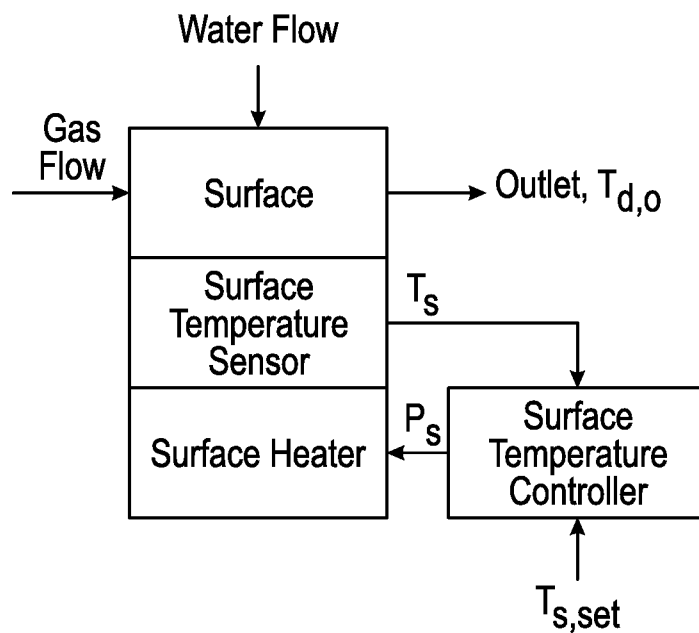 Water Flow
Gas
Flow
Surface
Outlet, T_d,o
Surface
Temperature
Sensor
T_s
Surface Heater
P_s
Surface
Temperature
Controller
T_s,set